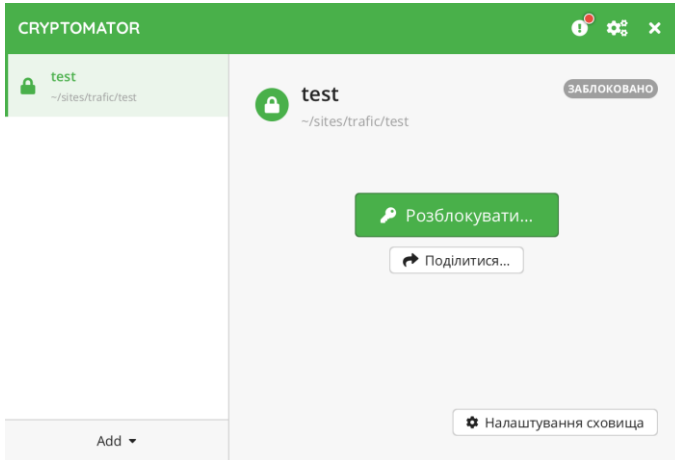 CRYPTOMATOR
test
~/sites/trafic/test
test
ЗАБЛОКОВАНО
~/sites/trafic/test
Розблокувати...
Поділитися...
Налаштування сховища
Add